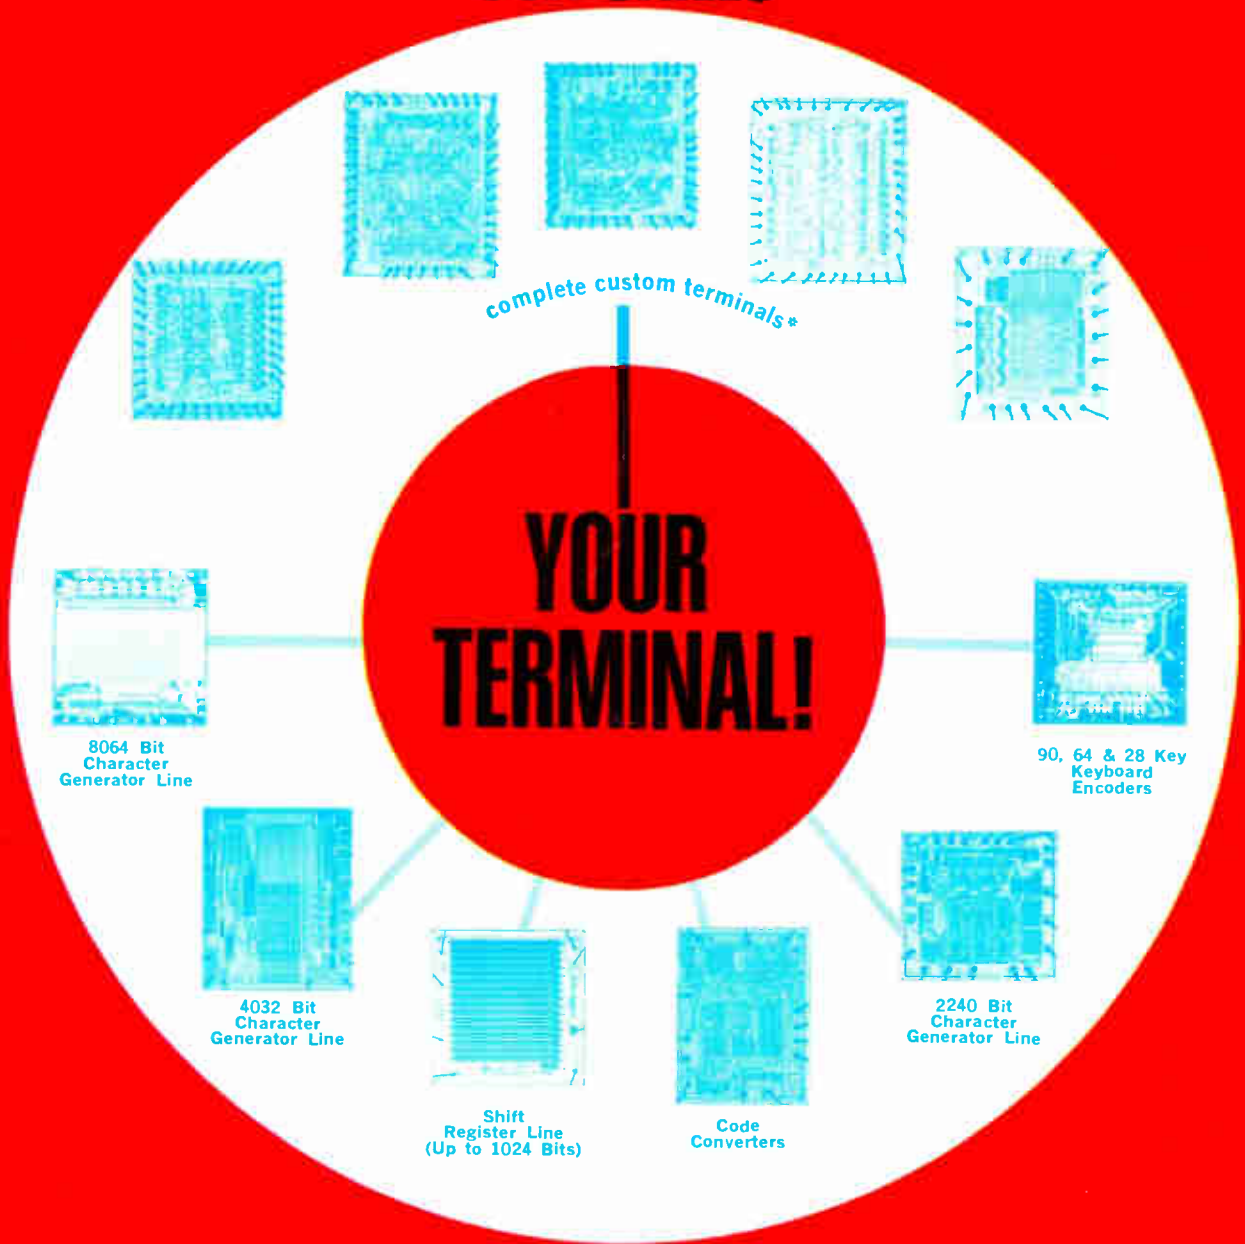 complete custom terminals*
YOUR
TERMINAL!
8064 Bit
Character
Generator Line
90, 64 & 28 Key
Keyboard
Encoders
4032 Bit
Character
Generator Line
2240 Bit
Character
Generator Line
Shift
Register Line
(Up to 1024 Bits)
Code
Converters